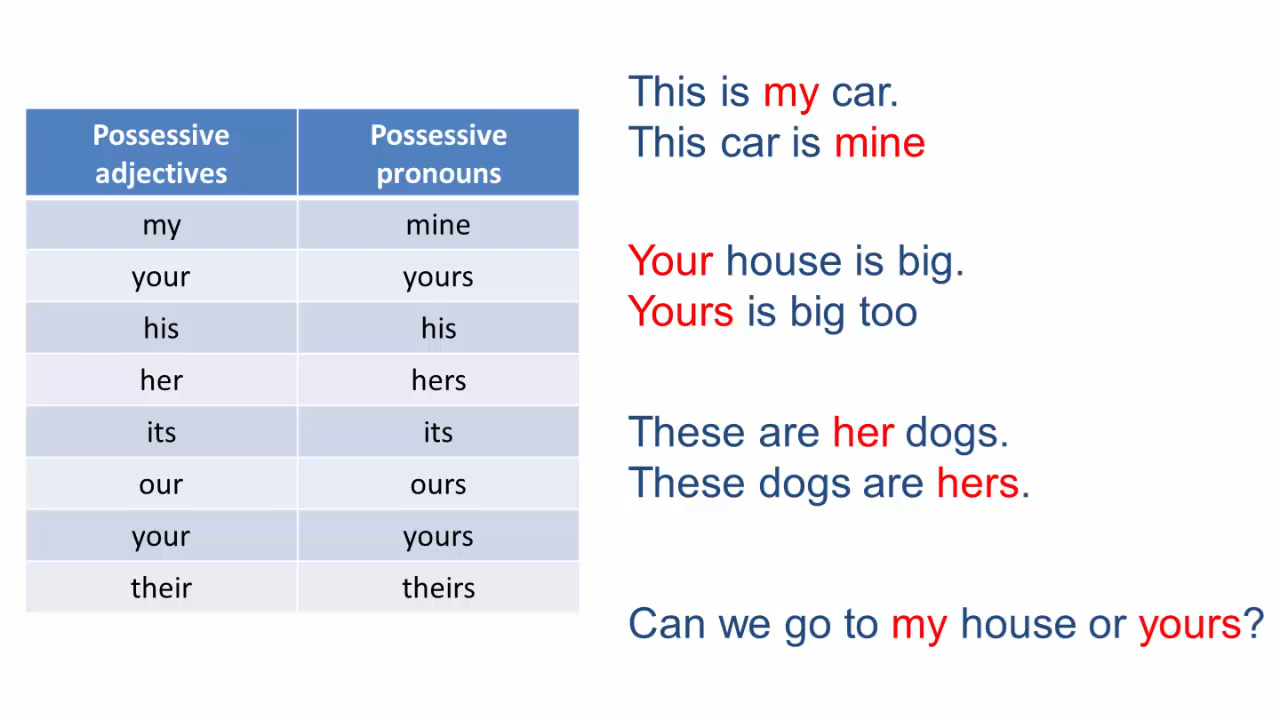 Possessive adjectives Possessive pronouns
my mine
your yours
his his
her hers
its its
our ours
your yours
their theirs
This is my car.
This car is mine
Your house is big.
Yours is big too
These are her dogs.
These dogs are hers.
Can we go to my house or yours?